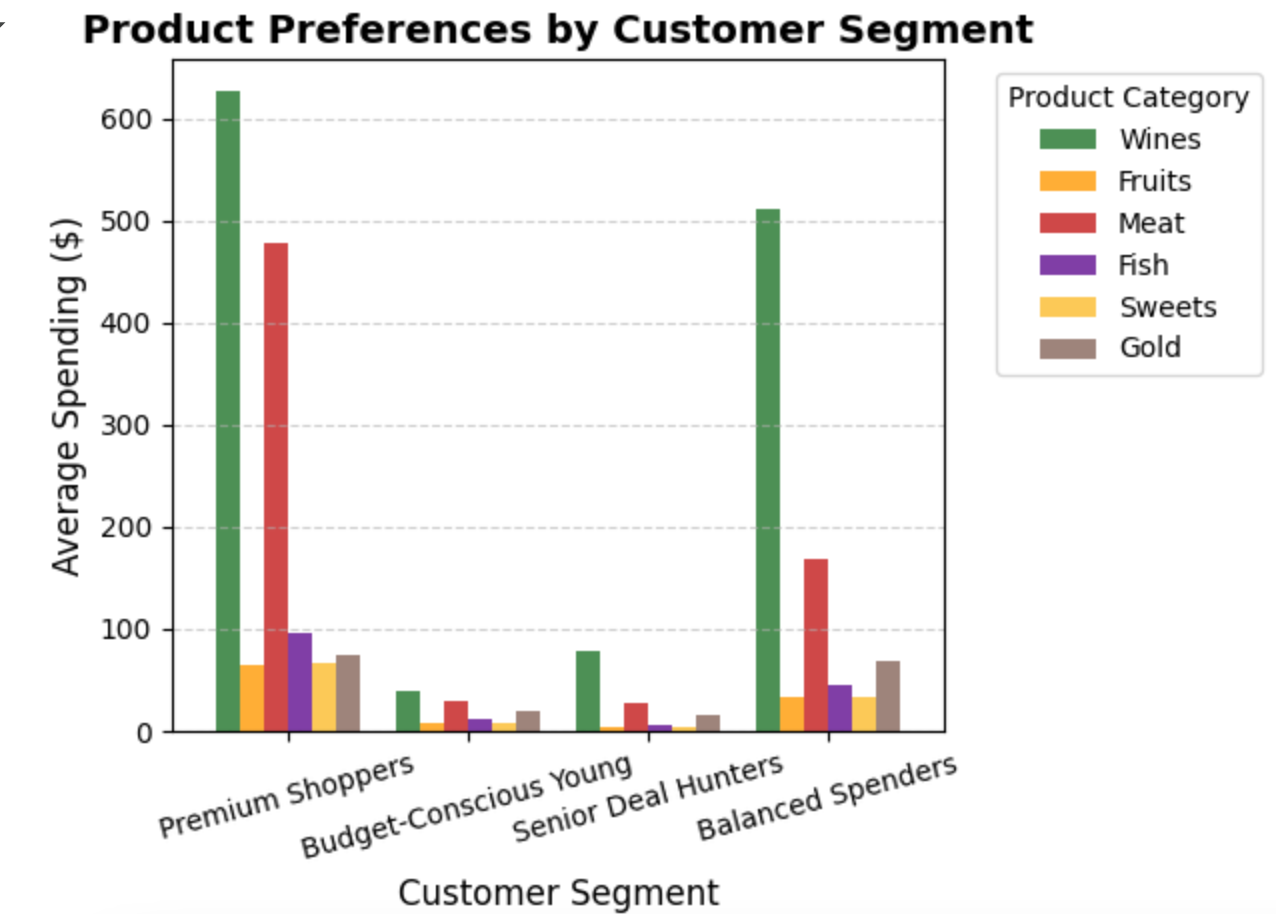 Product Preferences by Customer Segment
Average Spending ($)
600
500
400
300
200
100
0
Premium Shoppers
Budget-Conscious Young
Senior Deal Hunters
Balanced Spenders
Customer Segment
Product Category
Wines
Fruits
Meat
Fish
Sweets
Gold